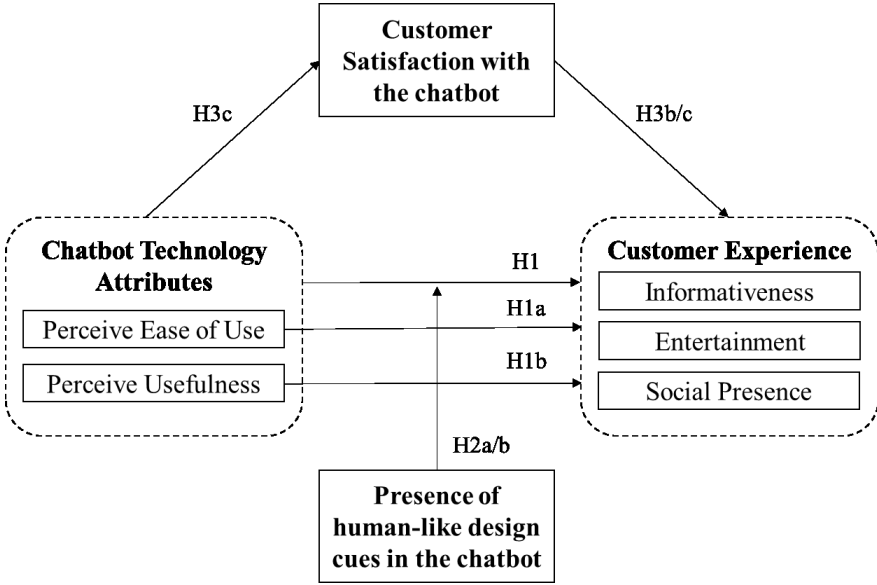 Customer
Satisfaction with
the chatbot
H3c
H3b/c
Chatbot Technology
Attributes
Perceive Ease of Use
Perceive Usefulness
H1
H1a
H1b
Customer Experience
Informativeness
Entertainment
Social Presence
H2a/b
Presence of
human-like design
cues in the chatbot